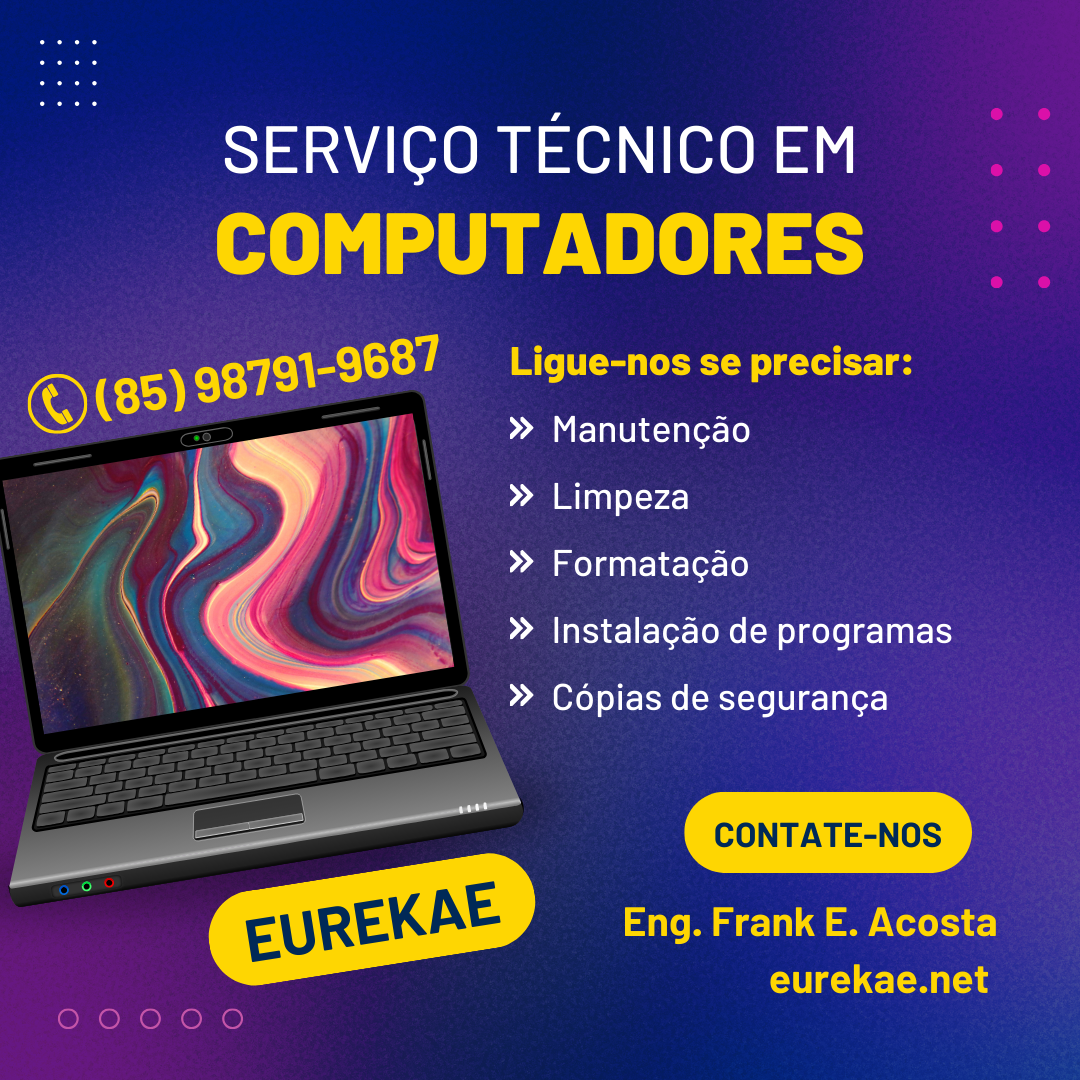 SERVIÇO TÉCNICO EM
COMPUTADORES
(85) 98791-9687
Ligue-nos se precisar:
Manutenção
Limpeza
Formatação
Instalação de programas
Cópias de segurança
CONTATE-NOS
EUREKAE
Eng. Frank E. Acosta
eurekae.net